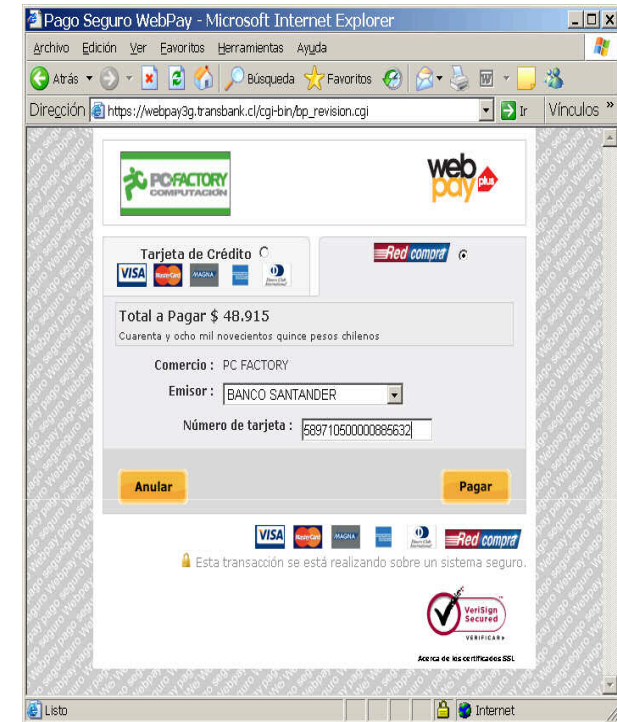 Pago Seguro WebPay - Microsoft Internet Explorer
Archivo Edición Ver Favoritos Herramientas Ayuda
Atrás Búsqueda Favoritos
Dirección https://webpay3g.transbank.cl/cgi-bin/bp_revision.cgi Ir Vínculos »
PC FACTORY
COMPUTACIÓN
web
pay plus
Tarjeta de Crédito
VISA MasterCard MAGNA
Red compra
Total a Pagar $ 48.915
Cuarenta y ocho mil novecientos quince pesos chilenos
Comercio : PC FACTORY
Emisor : BANCO SANTANDER
Número de tarjeta : 589710500000885632
Anular Pagar
VISA MasterCard MAGNA Red compra
Esta transacción se está realizando sobre un sistema seguro.
VeriSign
Secured
VERIFICAR
Acerca de los certificados SSL
Listo Internet